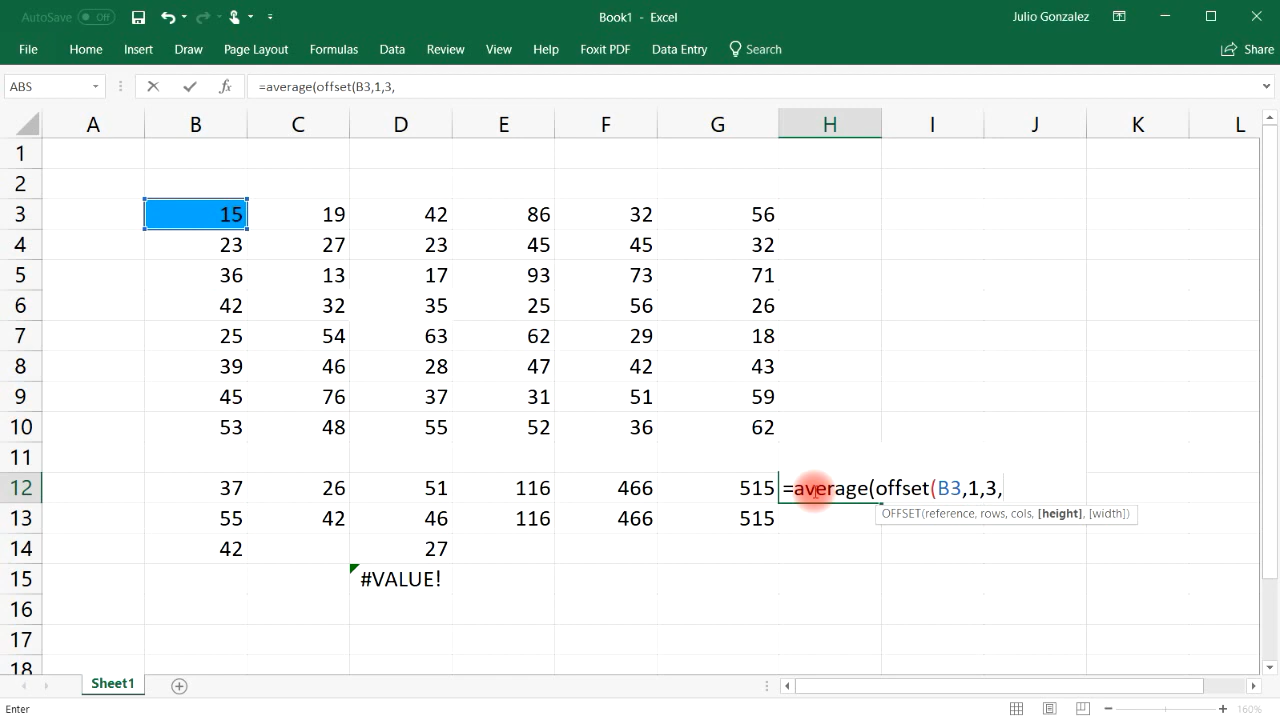 AutoSave Off Book1 - Excel Julio Gonzalez
File Home Insert Draw Page Layout Formulas Data Review View Help Foxit PDF Data Entry Search Share
ABS fx =average(offset(B3,1,3,
A B C D E F G H I J K L
1
2
3 15 19 42 86 32 56
4 23 27 23 45 45 32
5 36 13 17 93 73 71
6 42 32 35 25 56 26
7 25 54 63 62 29 18
8 39 46 28 47 42 43
9 45 76 37 31 51 59
10 53 48 55 52 36 62
11
12 37 26 51 116 466 515 =average(offset(B3,1,3,
OFFSET(reference, rows, cols, [height], [width])
13 55 42 46 116 466 515
14 42 27
15 #VALUE!
16
17
18
Sheet1
Enter 160%